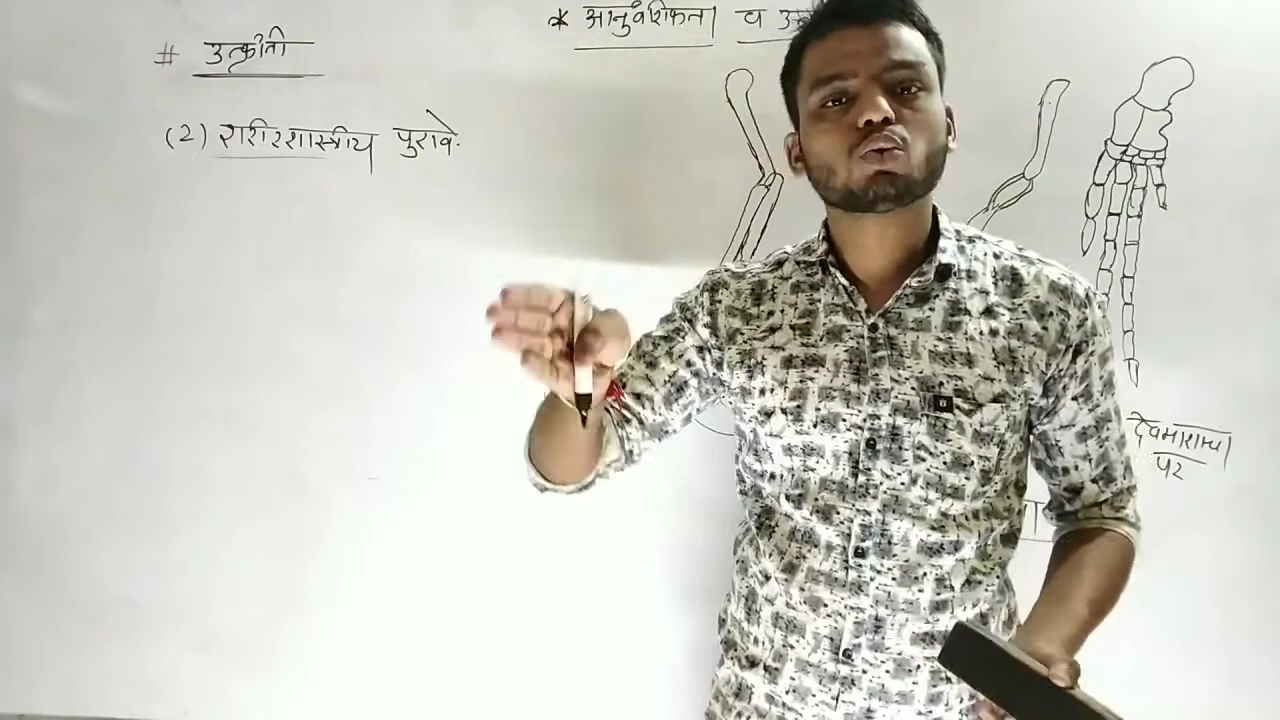 * आनुवंशिकता व
# उत्क्रांती
(2) शरीरशास्त्रीय पुरावे.
देवमाशाचा
पर